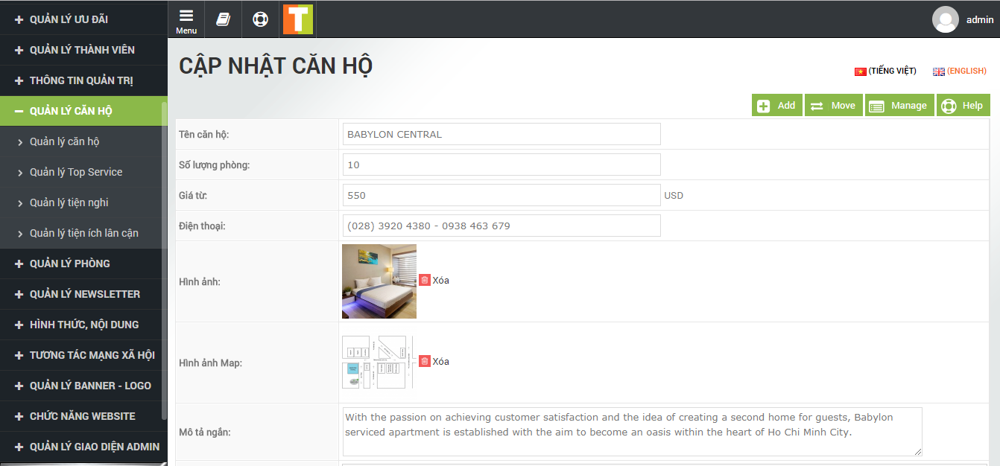 QUẢN LÝ ƯU ĐÃI
QUẢN LÝ THÀNH VIÊN
THÔNG TIN QUẢN TRỊ
QUẢN LÝ CĂN HỘ
Quản lý căn hộ
Quản lý Top Service
Quản lý tiện nghi
Quản lý tiện ích lân cận
QUẢN LÝ PHÒNG
QUẢN LÝ NEWSLETTER
HÌNH THỨC, NỘI DUNG
TƯƠNG TÁC MẠNG XÃ HỘI
QUẢN LÝ BANNER - LOGO
CHỨC NĂNG WEBSITE
QUẢN LÝ GIAO DIỆN ADMIN
Menu
T
admin
CẬP NHẬT CĂN HỘ
(TIẾNG VIỆT) (ENGLISH)
Add Move Manage Help
Tên căn hộ: BABYLON CENTRAL
Số lượng phòng: 10
Giá từ: 550 USD
Điện thoại: (028) 3920 4380 - 0938 463 679
Hình ảnh: Xóa
Hình ảnh Map: Xóa
Mô tả ngắn:
With the passion on achieving customer satisfaction and the idea of creating a second home for guests, Babylon
serviced apartment is established with the aim to become an oasis within the heart of Ho Chi Minh City.